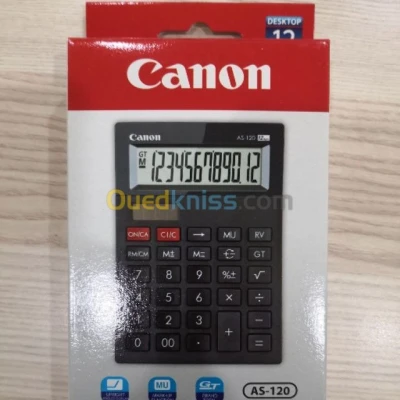 DESKTOP
12
Canon
Canon AS-120
GT
M
123456789012
Ouedkniss.com
ON/CA CI/C → MU RV
RM/CM M± M= GT
7 8 9 %± √
4 5 6 × ÷
1 2 3 + −
0 00 · =
MU GT
AS-120